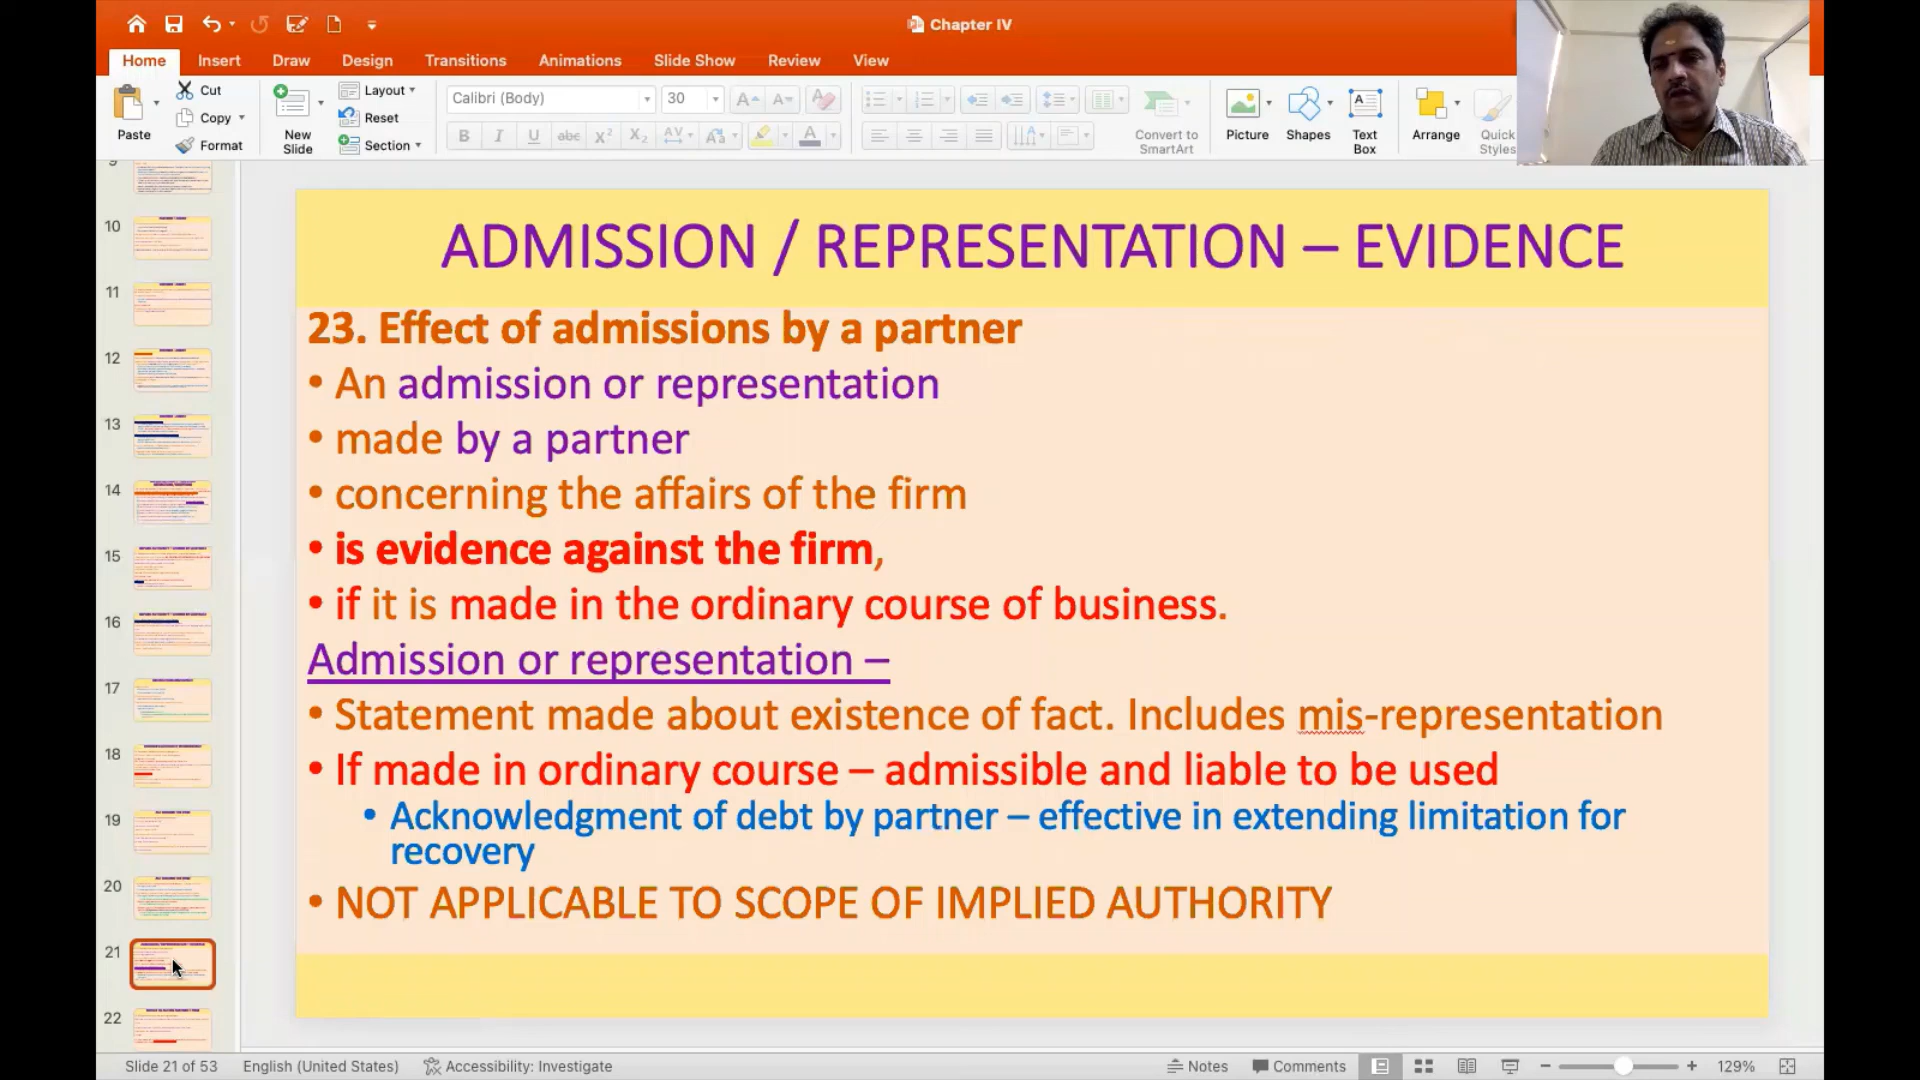 Chapter IV
Home Insert Draw Design Transitions Animations Slide Show Review View
Paste
Cut
Copy
Format
New Slide
Layout
Reset
Section
Calibri (Body) 30
Convert to SmartArt
Picture
Shapes
Text Box
Arrange
Quick Styles
9
10
11
12
13
14
15
16
17
18
19
20
21
22
ADMISSION / REPRESENTATION – EVIDENCE
23. Effect of admissions by a partner
• An admission or representation
• made by a partner
• concerning the affairs of the firm
• is evidence against the firm,
• if it is made in the ordinary course of business.
Admission or representation –
• Statement made about existence of fact. Includes mis-representation
• If made in ordinary course – admissible and liable to be used
• Acknowledgment of debt by partner – effective in extending limitation for
recovery
• NOT APPLICABLE TO SCOPE OF IMPLIED AUTHORITY
Slide 21 of 53 English (United States) Accessibility: Investigate Notes Comments 129%